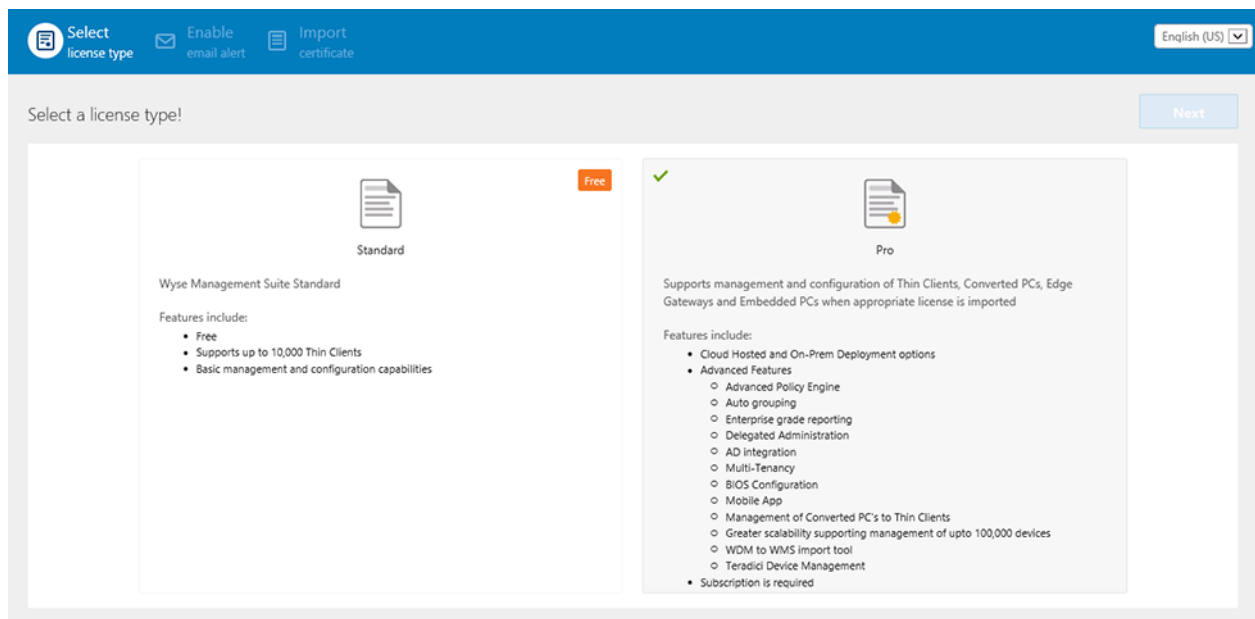 Select
license type
Enable
email alert
Import
certificate
English (US)
Select a license type!
Next
Free
Standard
Wyse Management Suite Standard
Features include:
• Free
• Supports up to 10,000 Thin Clients
• Basic management and configuration capabilities
Pro
Supports management and configuration of Thin Clients, Converted PCs, Edge
Gateways and Embedded PCs when appropriate license is imported
Features include:
• Cloud Hosted and On-Prem Deployment options
• Advanced Features
○ Advanced Policy Engine
○ Auto grouping
○ Enterprise grade reporting
○ Delegated Administration
○ AD integration
○ Multi-Tenancy
○ BIOS Configuration
○ Mobile App
○ Management of Converted PC's to Thin Clients
○ Greater scalability supporting management of upto 100,000 devices
○ WDM to WMS import tool
○ Teradici Device Management
• Subscription is required